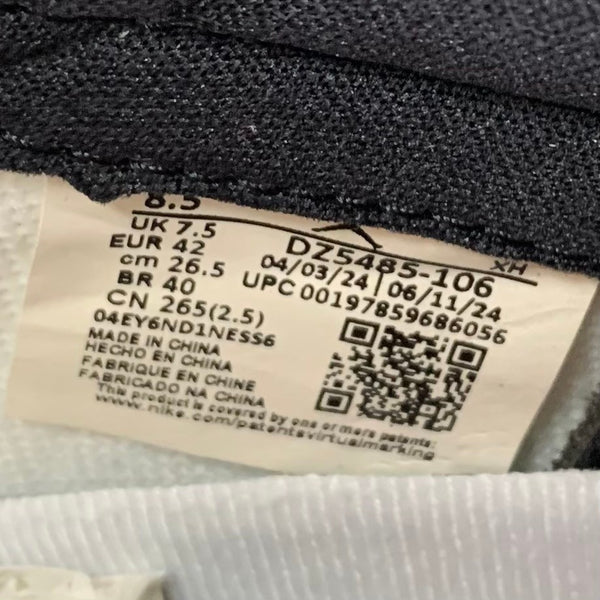 8.5
UK 7.5
EUR 42
cm 26.5
BR 40
CN 265(2.5)
04EY6ND1NESS6
MADE IN CHINA
HECHO EN CHINA
FABRIQUE EN CHINE
FABRICADO NA CHINA
This product is covered by one or more patents:
www.nike.com/patentsvirtualmarking
XH
DZ5485-106
04/03/24 | 06/11/24
UPC 00197859686056